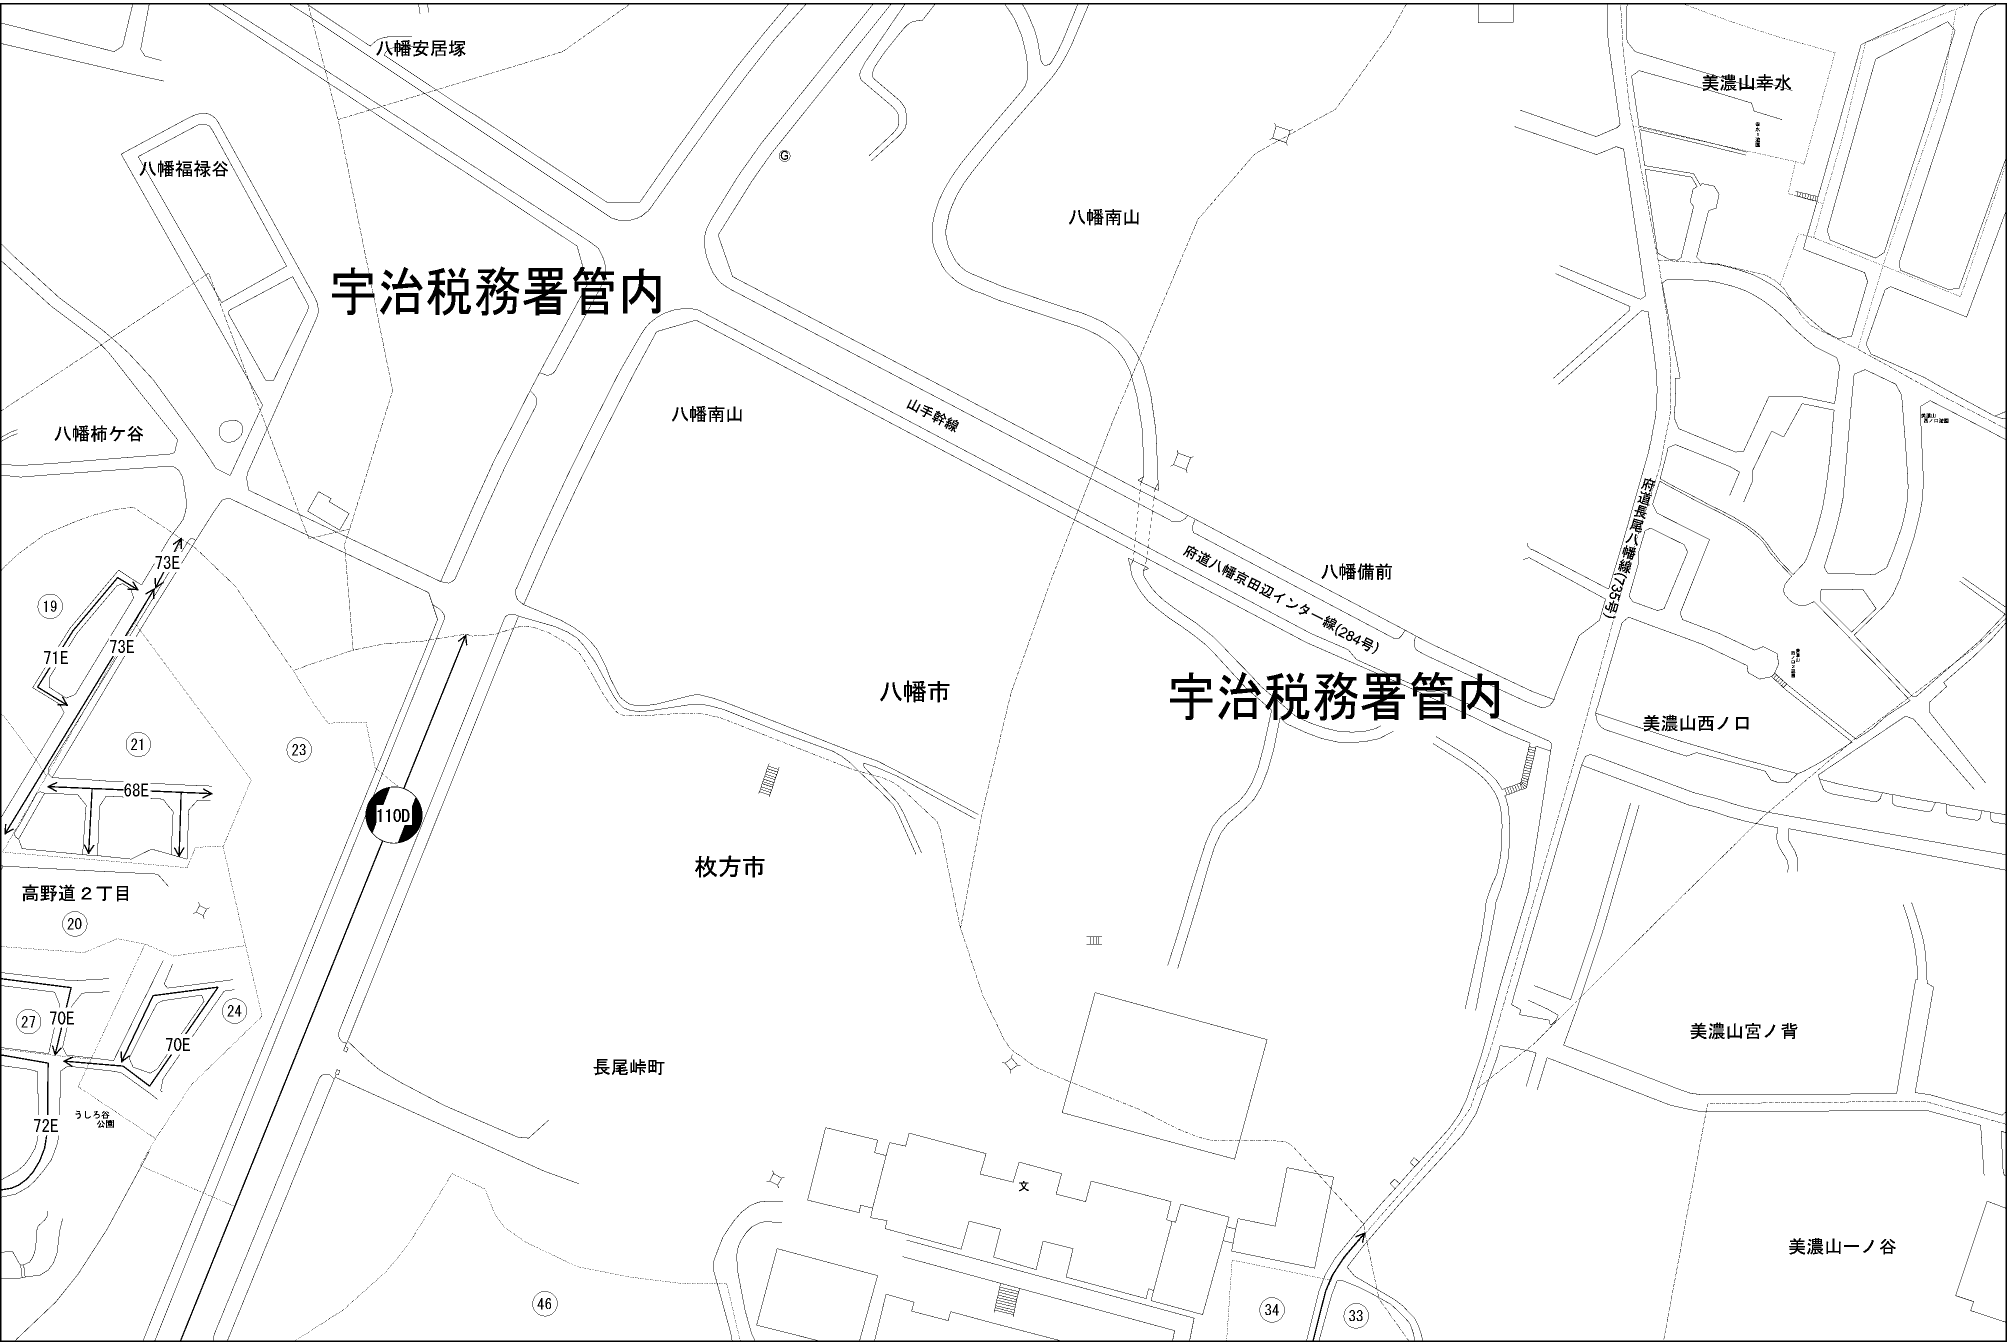 八幡安居塚
美濃山幸水
G
八幡福禄谷
八幡南山
宇治税務署管内
山手幹線
八幡南山
八幡柿ケ谷
府道長尾八幡線(735号)
73E
府道八幡京田辺インター線(284号)
八幡備前
19
73E
71E
八幡市
宇治税務署管内
美濃山西ノ口
21
23
68E
110D
枚方市
高野道2丁目
20
24
27
70E
70E
美濃山宮ノ背
長尾峠町
うしろ谷
公園
72E
文
美濃山一ノ谷
46
34
33